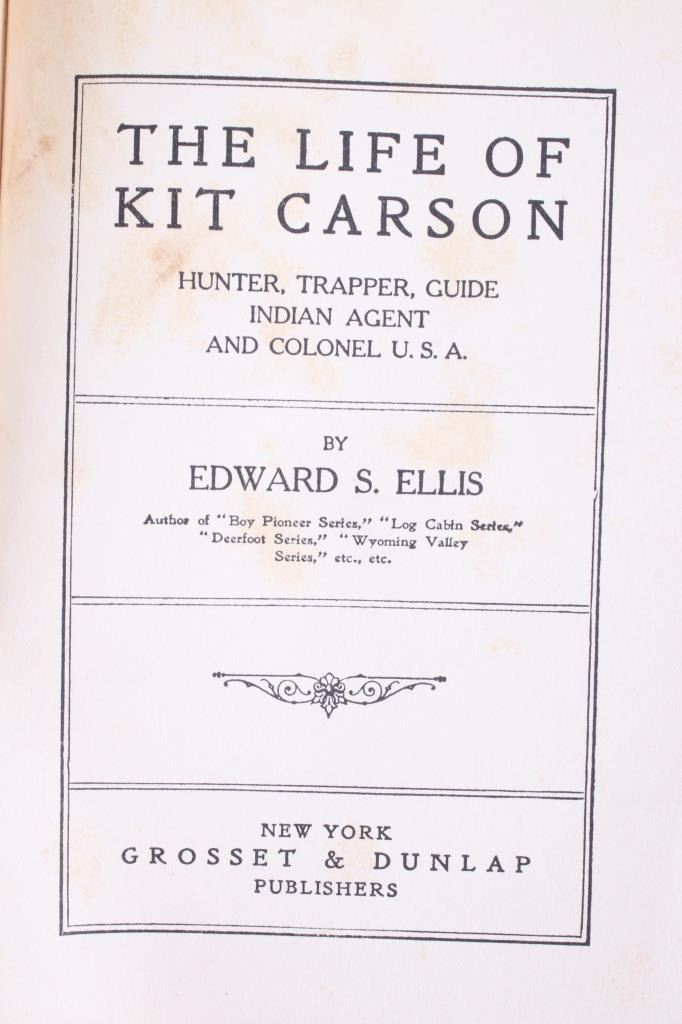 THE LIFE OF
KIT CARSON
HUNTER, TRAPPER, GUIDE
INDIAN AGENT
AND COLONEL U. S. A.
BY
EDWARD S. ELLIS
Author of "Boy Pioneer Series," "Log Cabin Series,"
"Deerfoot Series," "Wyoming Valley
Series," etc., etc.
NEW YORK
GROSSET & DUNLAP
PUBLISHERS